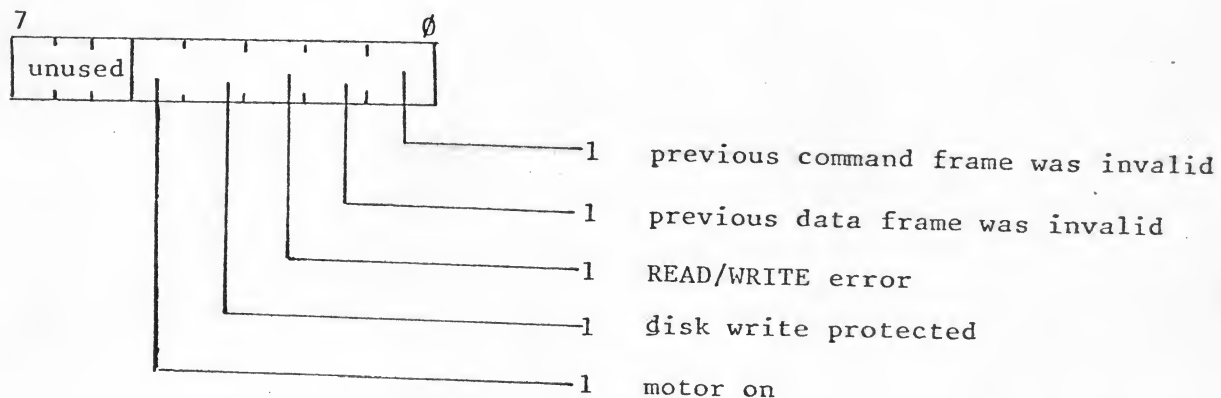 7 Ø
unused
1 previous command frame was invalid
1 previous data frame was invalid
1 READ/WRITE error
1 disk write protected
1 motor on